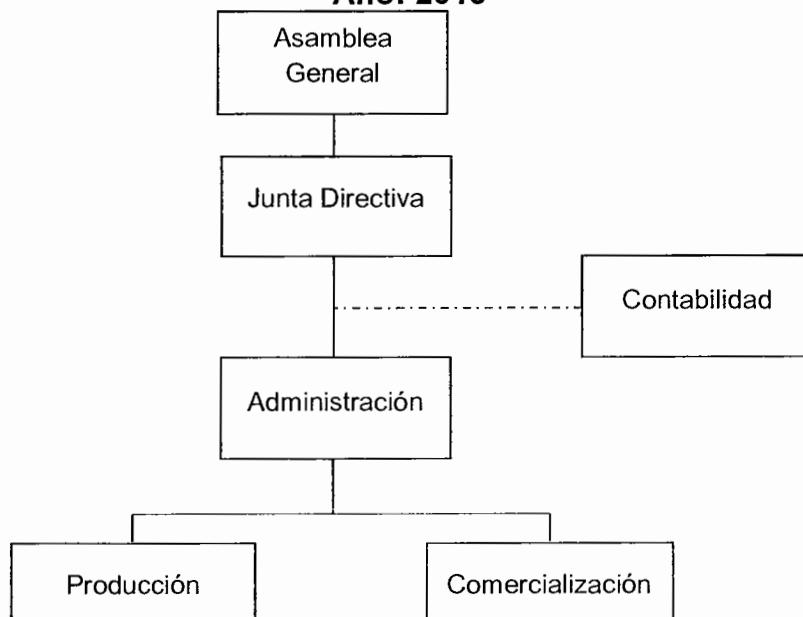 Asamblea
General
Junta Directiva
Contabilidad
Administración
Producción
Comercialización